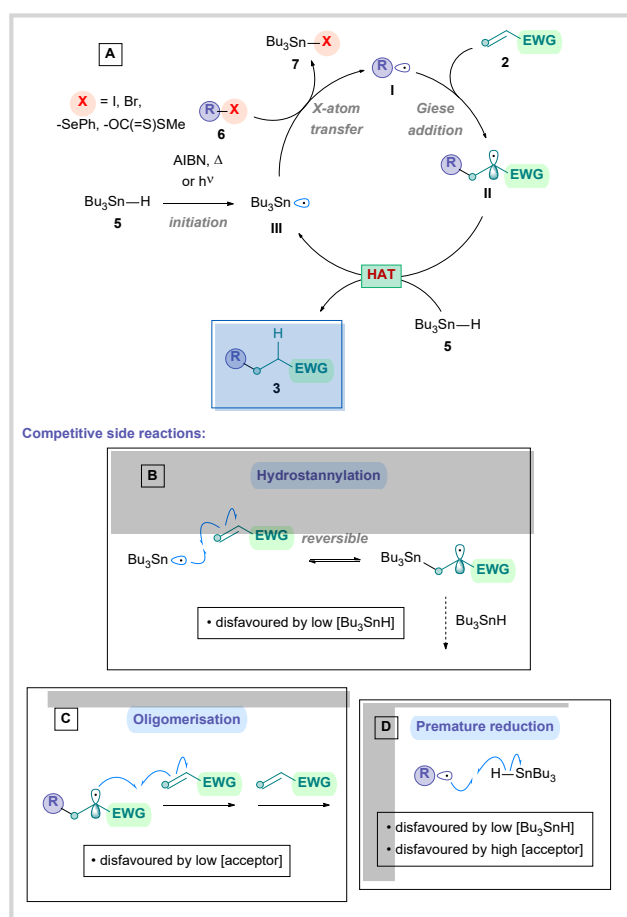 A
Bu3Sn—X
7
R
I
EWG
2
X = I, Br,
-SePh, -OC(=S)SMe
R—X
6
X-atom
transfer
Giese
addition
AIBN, Δ
or hν
R
EWG
II
Bu3Sn—H
5
initiation
Bu3Sn
III
HAT
Bu3Sn—H
5
H
R
EWG
3
Competitive side reactions:
B
Hydrostannylation
EWG
reversible
Bu3Sn
Bu3Sn
EWG
• disfavoured by low [Bu3SnH]
Bu3SnH
C
Oligomerisation
EWG
EWG
R
EWG
• disfavoured by low [acceptor]
D
Premature reduction
R
H—SnBu3
• disfavoured by low [Bu3SnH]
• disfavoured by high [acceptor]